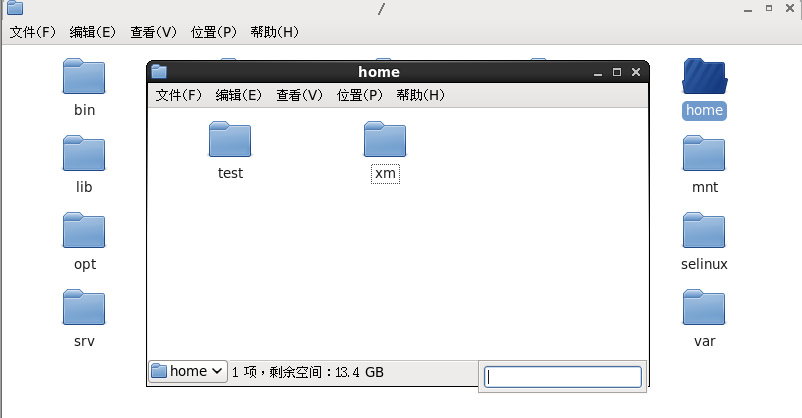 /
文件(F) 编辑(E) 查看(V) 位置(P) 帮助(H)
home
文件(F) 编辑(E) 查看(V) 位置(P) 帮助(H)
bin
home
test
xm
lib
mnt
opt
selinux
srv
var
home
1 项，剩余空间：13.4 GB